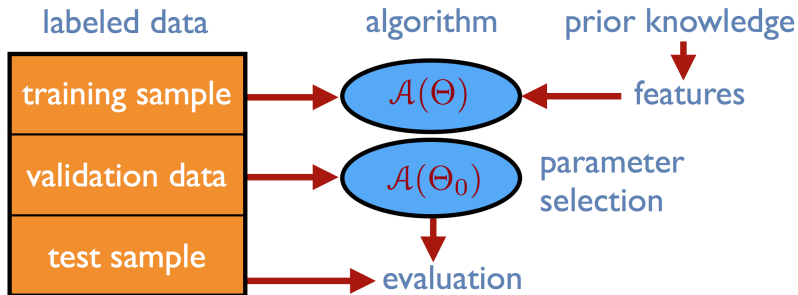 labeled data
algorithm
prior knowledge
training sample
𝒜(Θ)
features
validation data
𝒜(Θ₀)
parameter
selection
test sample
evaluation